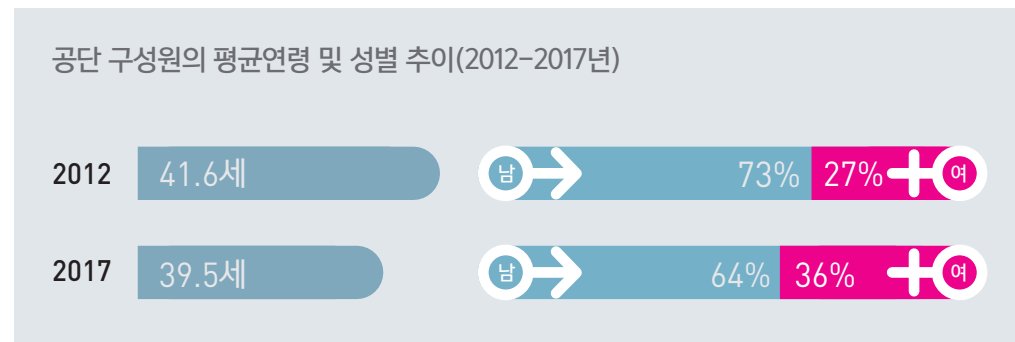 공단 구성원의 평균연령 및 성별 추이(2012-2017년)
2012 41.6세 남 73% 27% 여
2017 39.5세 남 64% 36% 여